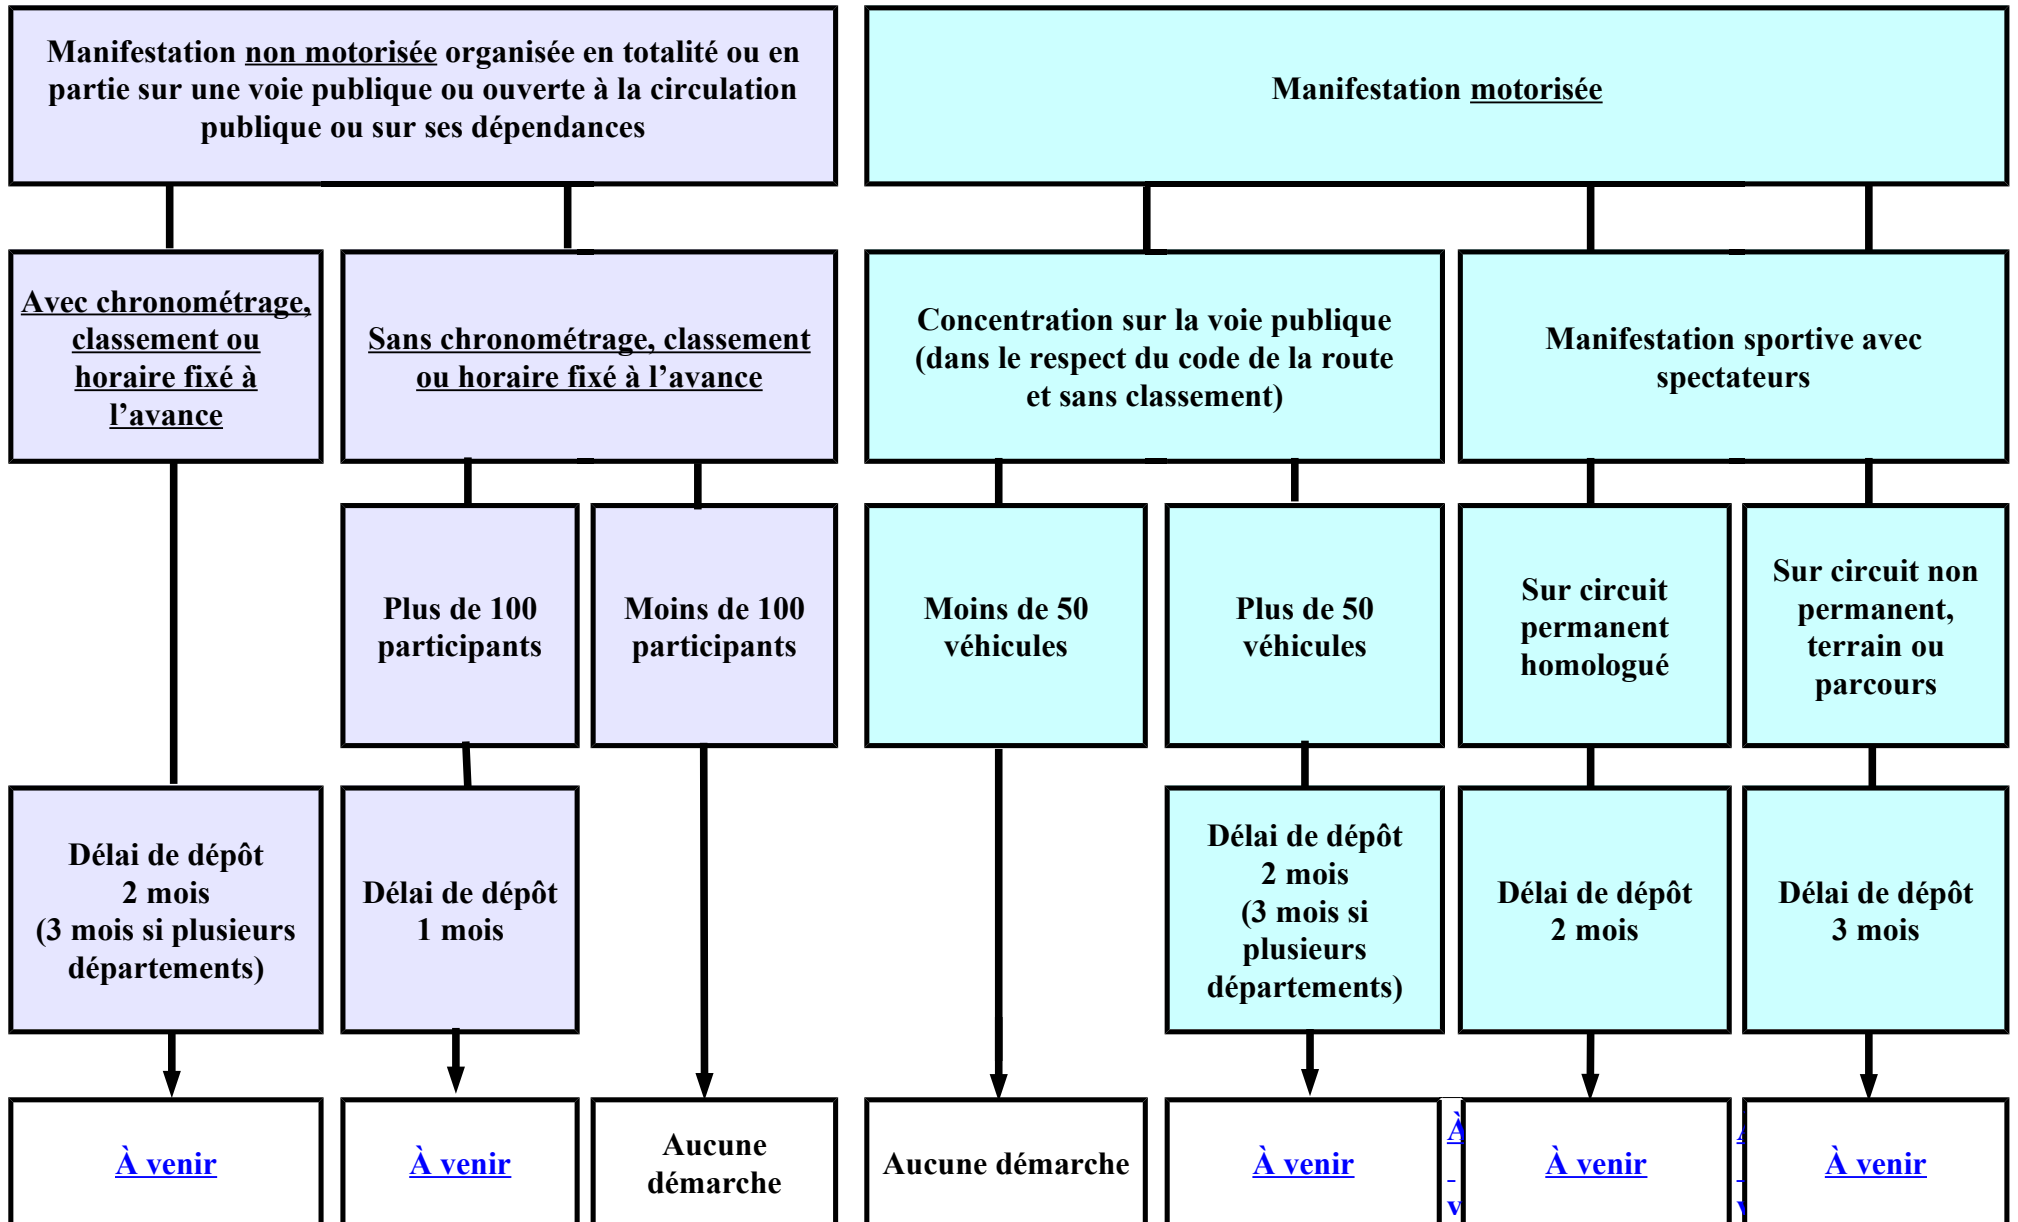 Manifestation non motorisée organisée en totalité ou en
partie sur une voie publique ou ouverte à la circulation
publique ou sur ses dépendances
Manifestation motorisée
Avec chronométrage,
classement ou
horaire fixé à
l’avance
Sans chronométrage, classement
ou horaire fixé à l’avance
Concentration sur la voie publique
(dans le respect du code de la route
et sans classement)
Manifestation sportive avec
spectateurs
Plus de 100
participants
Moins de 100
participants
Moins de 50
véhicules
Plus de 50
véhicules
Sur circuit
permanent
homologué
Sur circuit non
permanent,
terrain ou
parcours
Délai de dépôt
2 mois
(3 mois si plusieurs
départements)
Délai de dépôt
1 mois
Délai de dépôt
2 mois
(3 mois si
plusieurs
départements)
Délai de dépôt
2 mois
Délai de dépôt
3 mois
À venir
À venir
Aucune
démarche
Aucune démarche
À venir
À venir
À venir